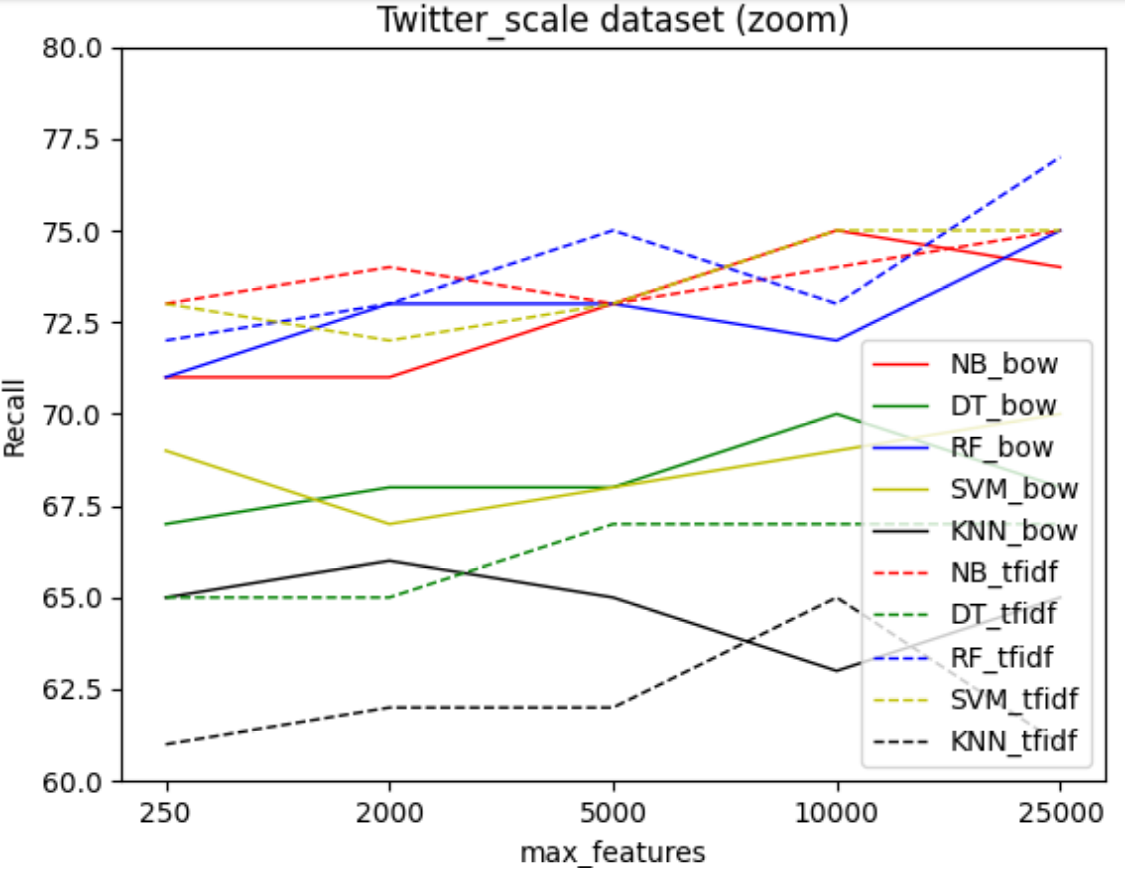 Twitter_scale dataset (zoom)
80.0
77.5
75.0
72.5
70.0
67.5
65.0
62.5
60.0
Recall
NB_bow
DT_bow
RF_bow
SVM_bow
KNN_bow
NB_tfidf
DT_tfidf
RF_tfidf
SVM_tfidf
KNN_tfidf
250 2000 5000 10000 25000
max_features